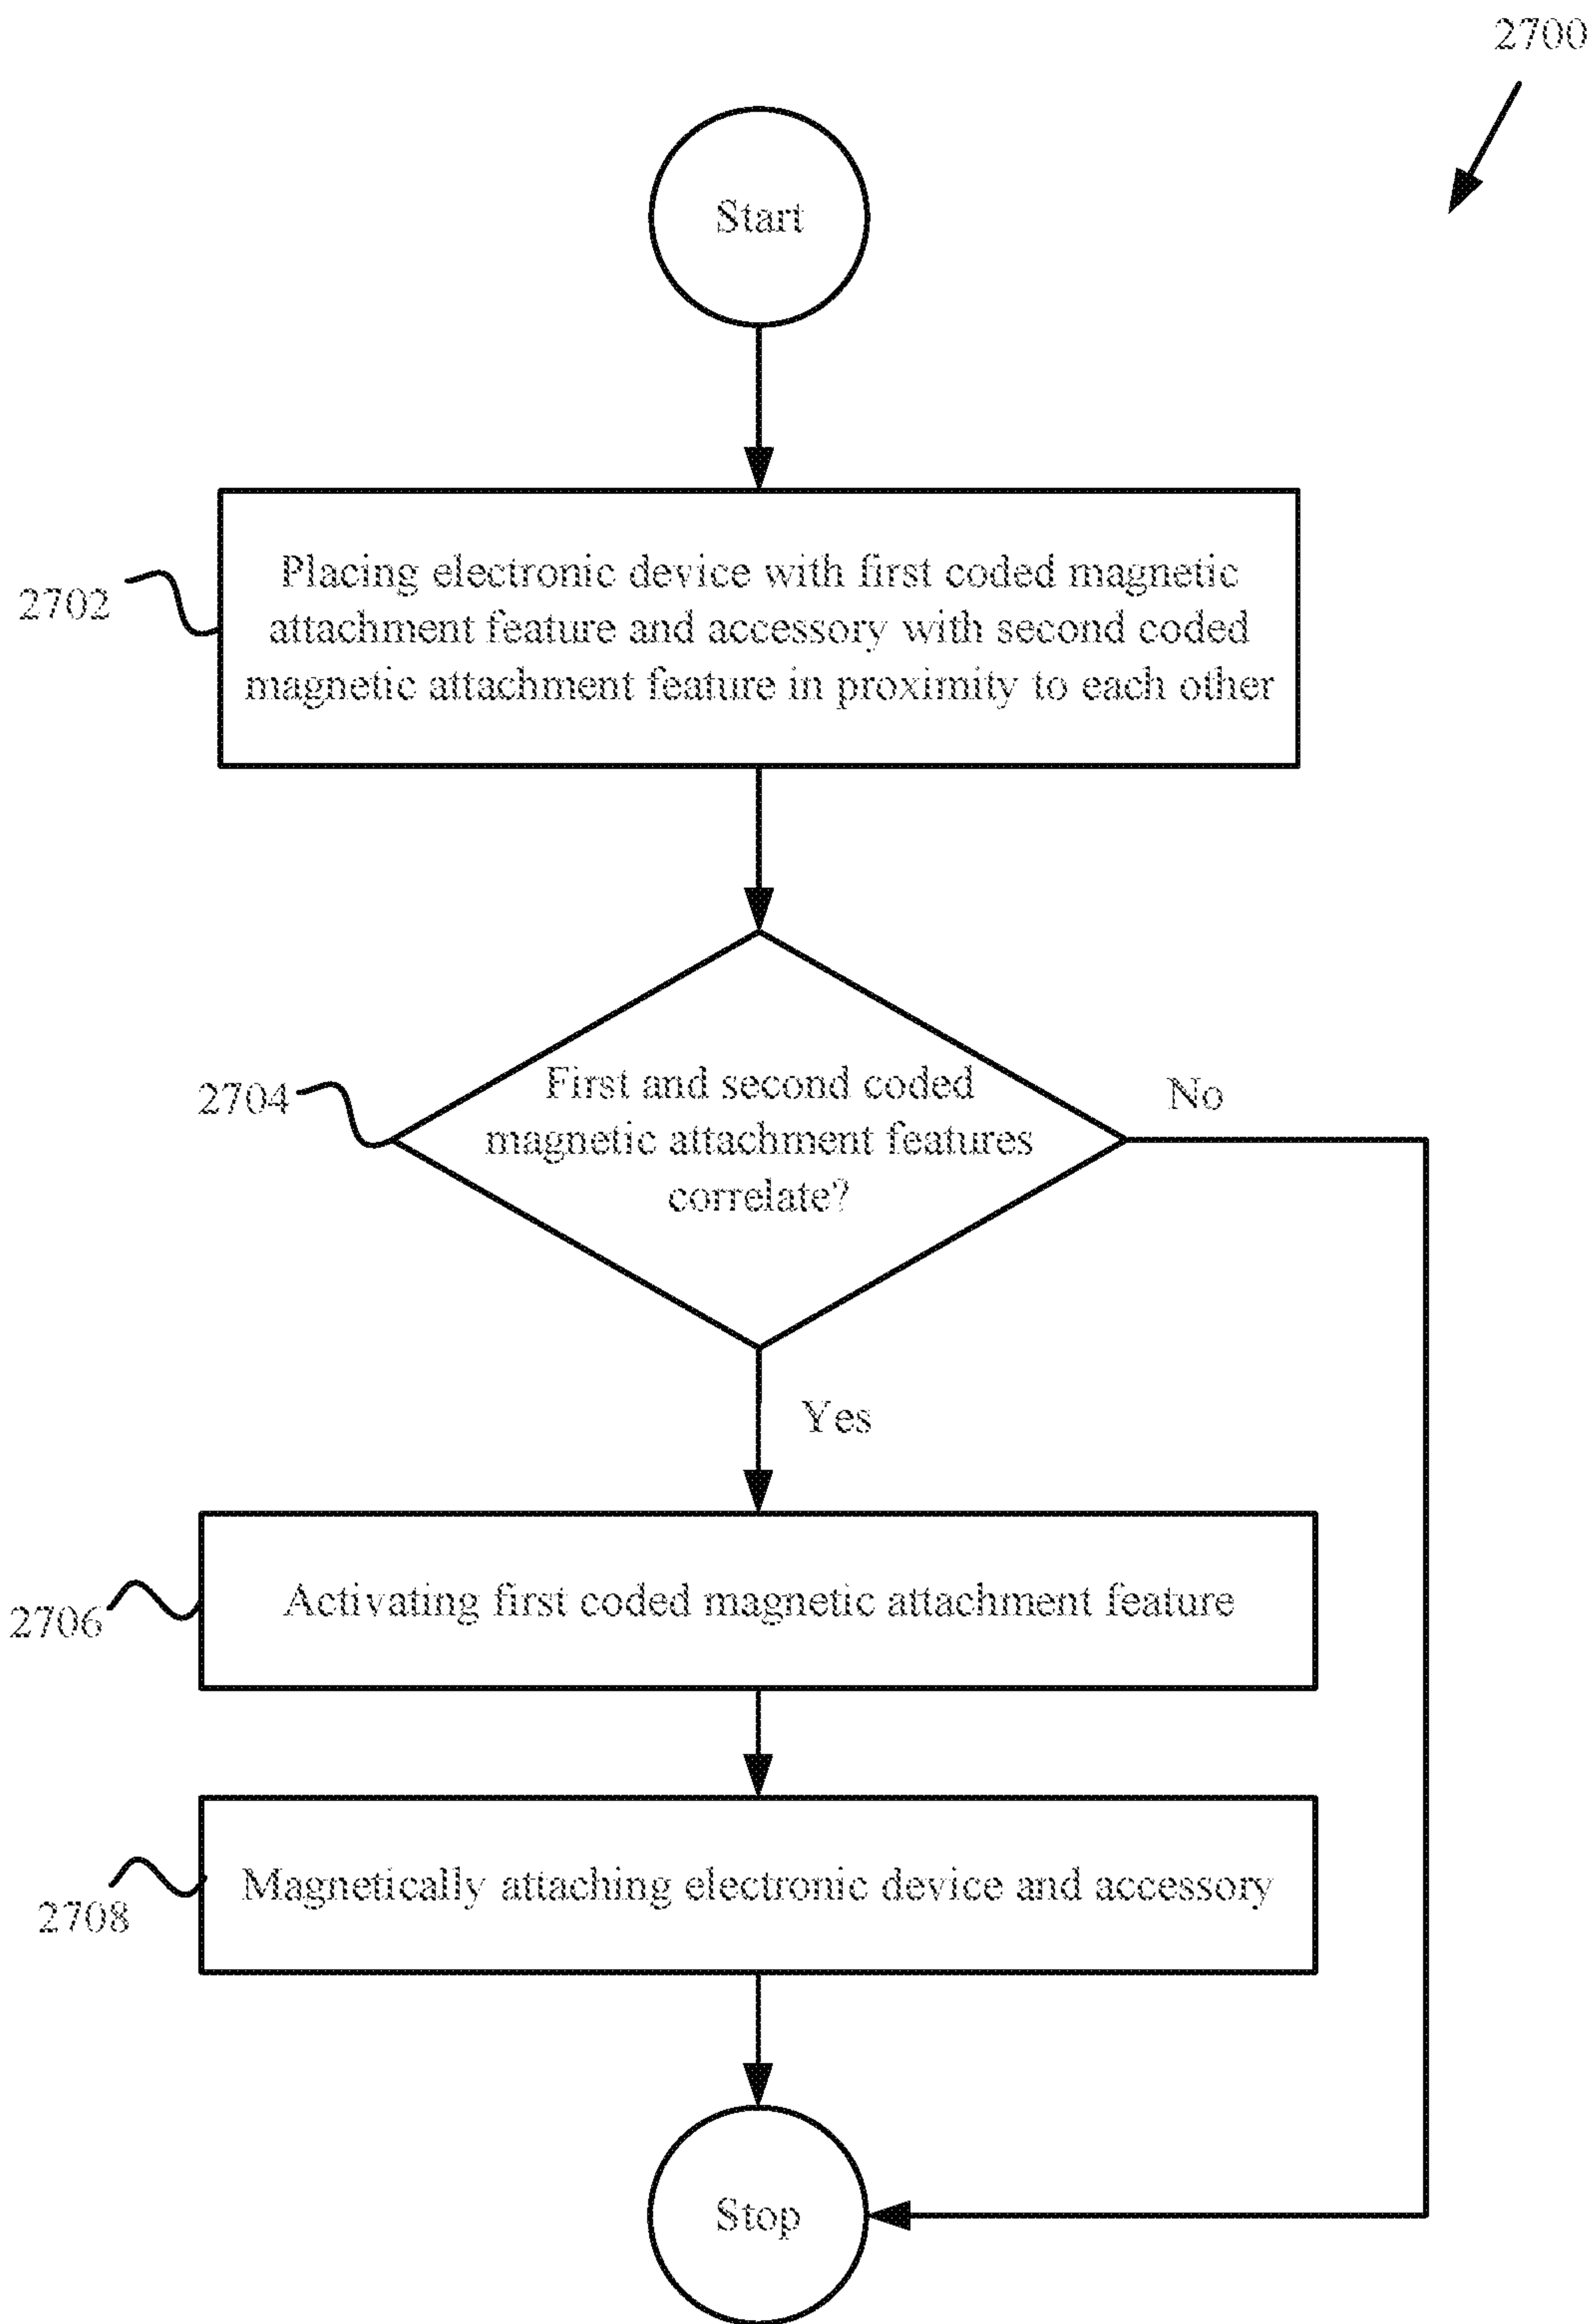 2700
Start
2702
Placing electronic device with first coded magnetic
attachment feature and accessory with second coded
magnetic attachment feature in proximity to each other
2704
First and second coded
magnetic attachment features
correlate?
No
Yes
2706
Activating first coded magnetic attachment feature
2708
Magnetically attaching electronic device and accessory
Stop